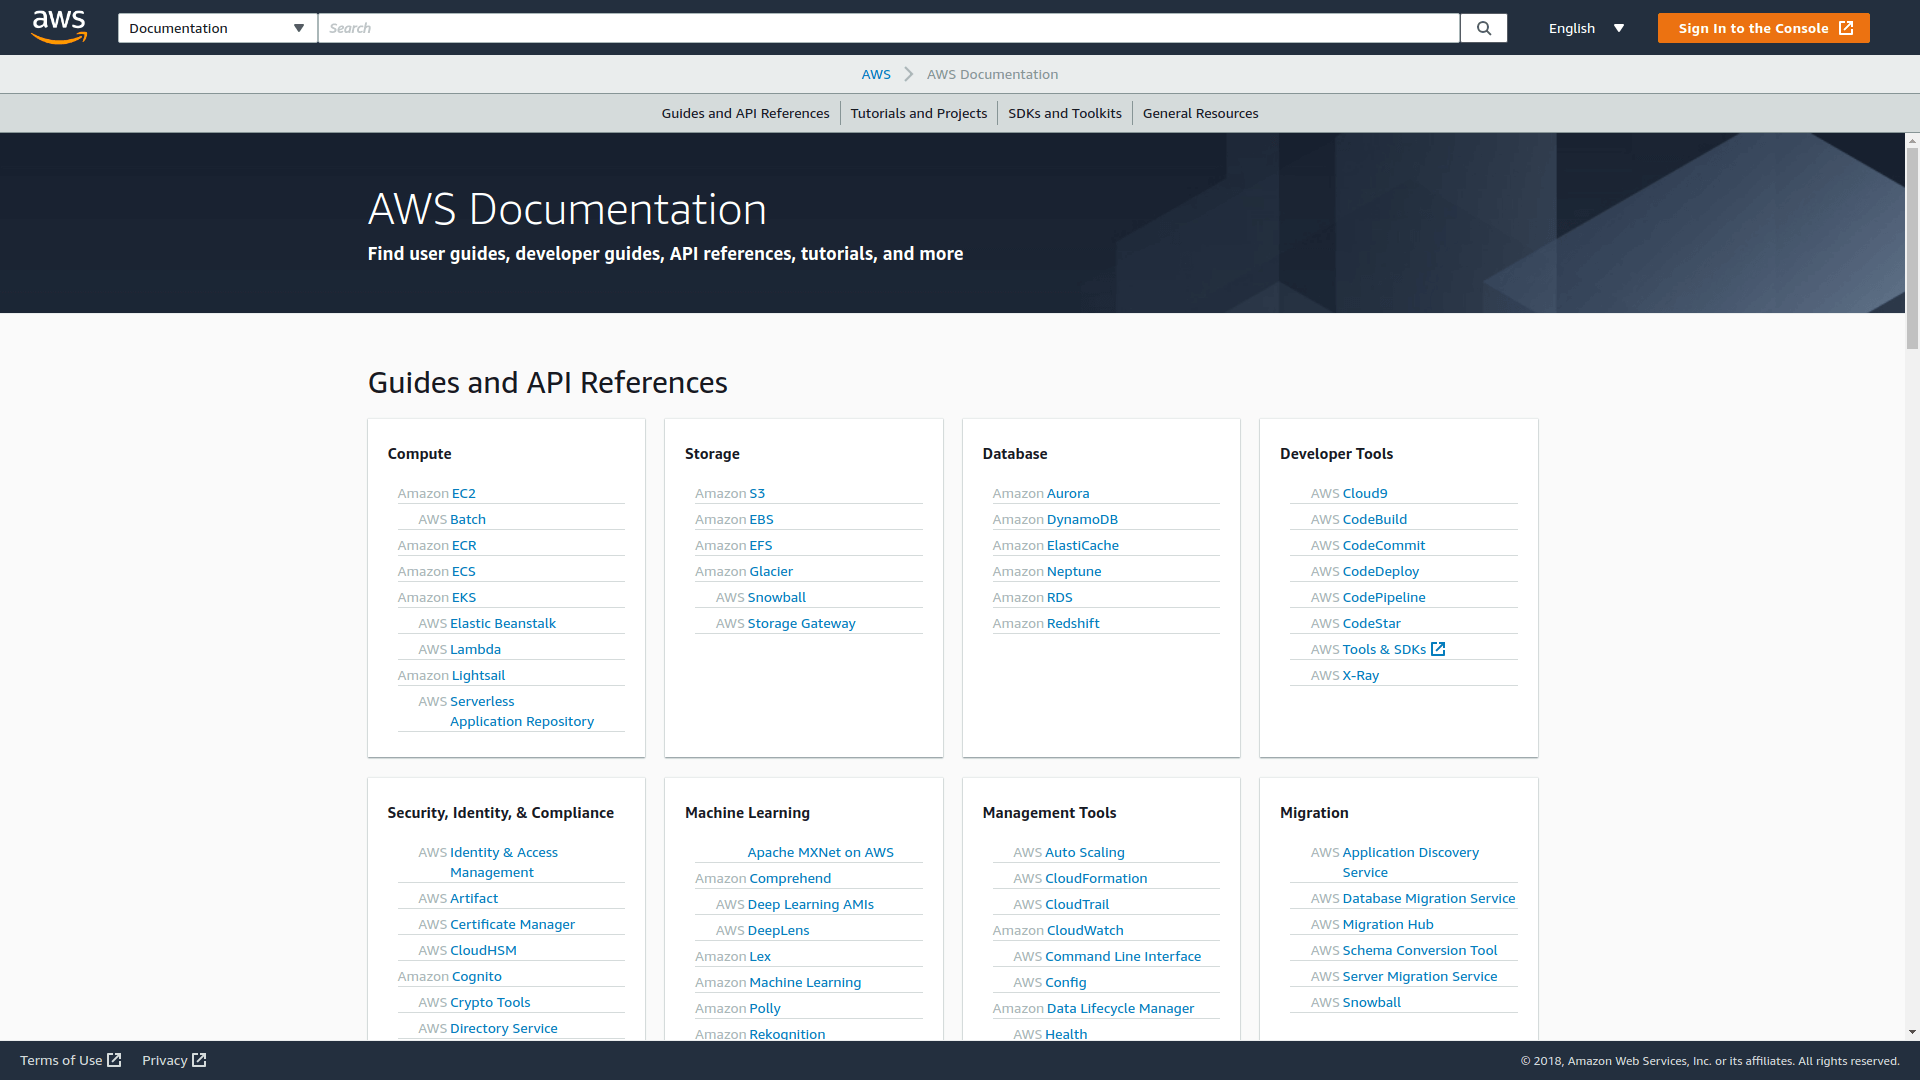 aws
Documentation
Search
English
Sign In to the Console
AWS
AWS Documentation
Guides and API References
Tutorials and Projects
SDKs and Toolkits
General Resources
AWS Documentation
Find user guides, developer guides, API references, tutorials, and more
Guides and API References
Compute
Amazon EC2
AWS Batch
Amazon ECR
Amazon ECS
Amazon EKS
AWS Elastic Beanstalk
AWS Lambda
Amazon Lightsail
AWS Serverless
Application Repository
Storage
Amazon S3
Amazon EBS
Amazon EFS
Amazon Glacier
AWS Snowball
AWS Storage Gateway
Database
Amazon Aurora
Amazon DynamoDB
Amazon ElastiCache
Amazon Neptune
Amazon RDS
Amazon Redshift
Developer Tools
AWS Cloud9
AWS CodeBuild
AWS CodeCommit
AWS CodeDeploy
AWS CodePipeline
AWS CodeStar
AWS Tools & SDKs
AWS X-Ray
Security, Identity, & Compliance
AWS Identity & Access
Management
AWS Artifact
AWS Certificate Manager
AWS CloudHSM
Amazon Cognito
AWS Crypto Tools
AWS Directory Service
Machine Learning
Apache MXNet on AWS
Amazon Comprehend
AWS Deep Learning AMIs
AWS DeepLens
Amazon Lex
Amazon Machine Learning
Amazon Polly
Amazon Rekognition
Management Tools
AWS Auto Scaling
AWS CloudFormation
AWS CloudTrail
Amazon CloudWatch
AWS Command Line Interface
AWS Config
Amazon Data Lifecycle Manager
AWS Health
Migration
AWS Application Discovery
Service
AWS Database Migration Service
AWS Migration Hub
AWS Schema Conversion Tool
AWS Server Migration Service
AWS Snowball
Terms of Use
Privacy
© 2018, Amazon Web Services, Inc. or its affiliates. All rights reserved.